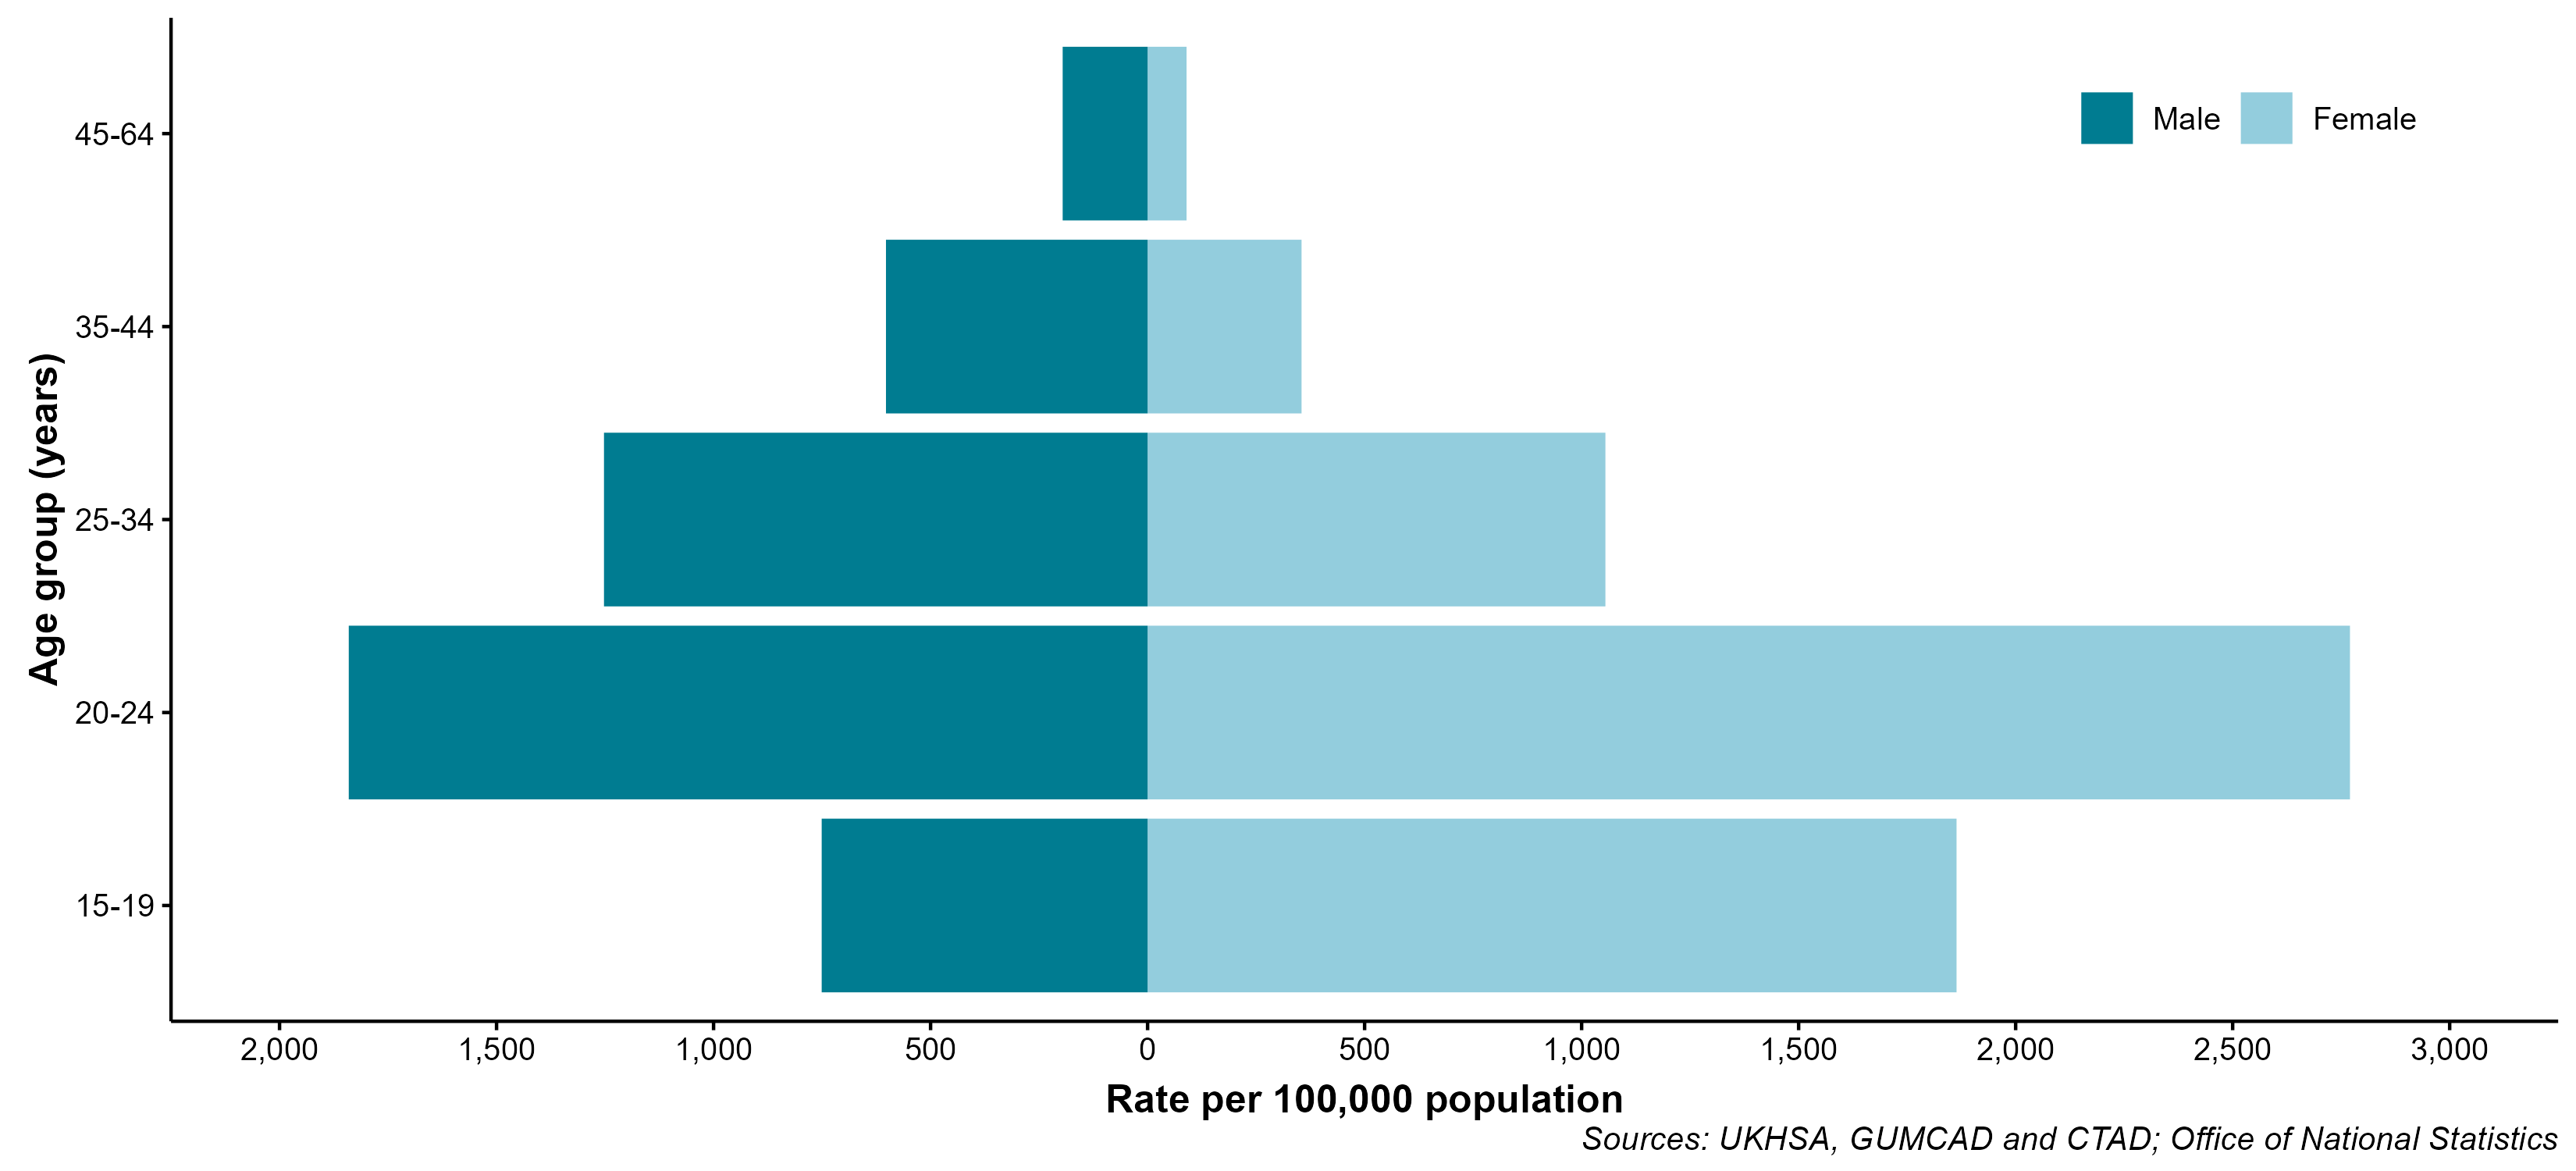 Male Female
45-64
35-44
25-34
20-24
15-19
Age group (years)
2,000 1,500 1,000 500 0 500 1,000 1,500 2,000 2,500 3,000
Rate per 100,000 population
Sources: UKHSA, GUMCAD and CTAD; Office of National Statistics